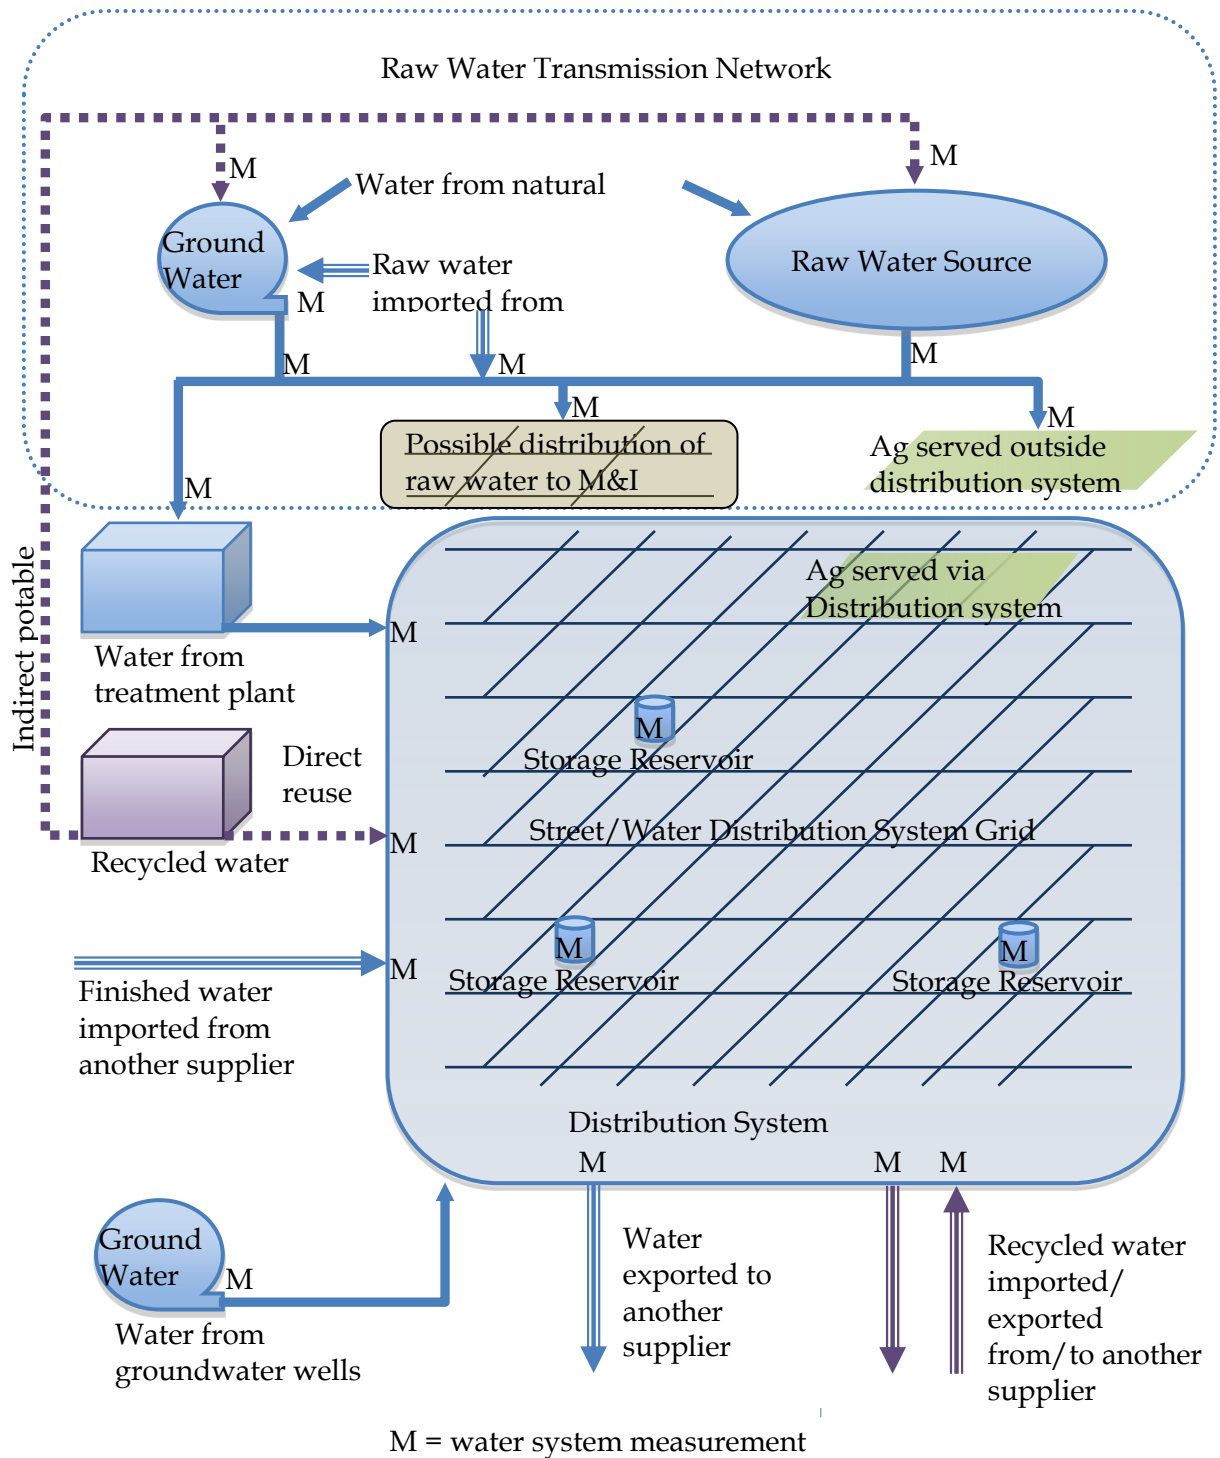 Raw Water Transmission Network
M
M
Water from natural
Ground
Water
Raw water
imported from
M
Raw Water Source
M
M
M
M
M
Possible distribution of
raw water to M&I
Ag served outside
distribution system
M
Indirect potable
Ag served via
Distribution system
M
Water from
treatment plant
M
Storage Reservoir
Direct
reuse
Street/Water Distribution System Grid
M
Recycled water
M
M
M
Storage Reservoir
Storage Reservoir
Finished water
imported from
another supplier
Distribution System
M
M
M
Ground
Water
M
Water from
groundwater wells
Water
exported to
another
supplier
Recycled water
imported/
exported
from/to another
supplier
M = water system measurement